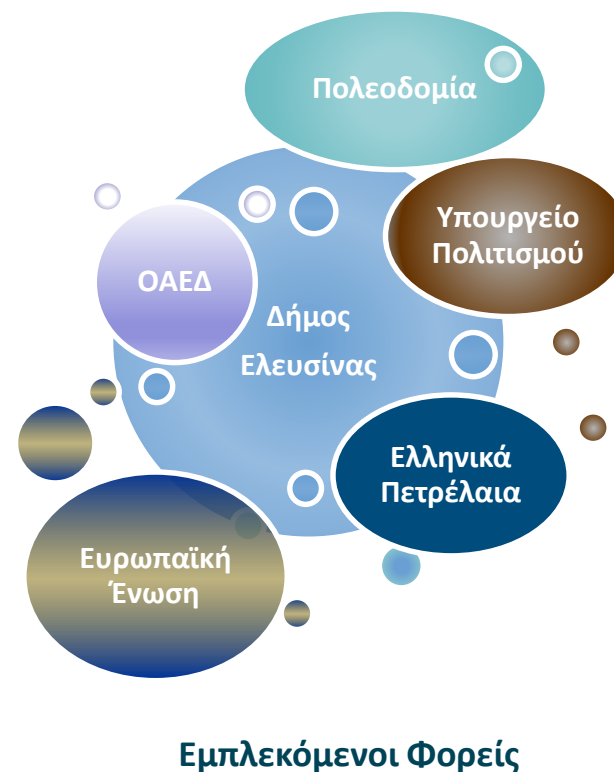 Πολεοδομία
Υπουργείο
Πολιτισμού
ΟΑΕΔ
Δήμος
Ελευσίνας
Ελληνικά
Πετρέλαια
Ευρωπαϊκή
Ένωση
Εμπλεκόμενοι Φορείς